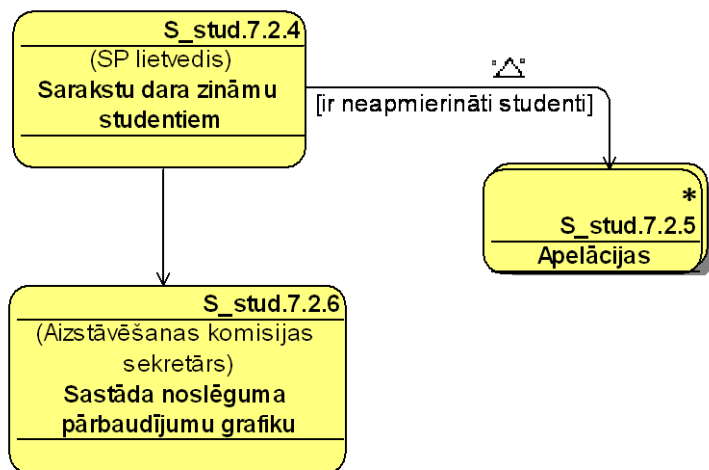 S_stud.7.2.4
(SP lietvedis)
Sarakstu dara zināmu
studentiem
[ir neapmierināti studenti]
*
S_stud.7.2.5
Apelācijas
S_stud.7.2.6
(Aizstāvēšanas komisijas
sekretārs)
Sastāda noslēguma
pārbaudījumu grafiku